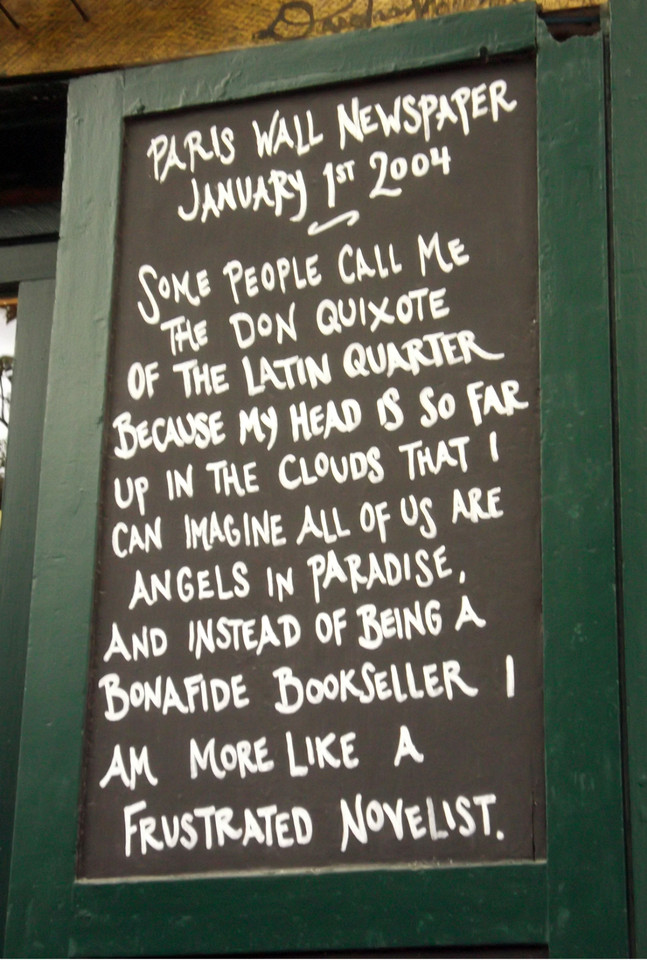 PARIS WALL NEWSPAPER
JANUARY 1ST 2004
SOME PEOPLE CALL ME
THE DON QUIXOTE
OF THE LATIN QUARTER
BECAUSE MY HEAD IS SO FAR
UP IN THE CLOUDS THAT I
CAN IMAGINE ALL OF US ARE
ANGELS IN PARADISE,
AND INSTEAD OF BEING A
BONAFIDE BOOKSELLER I
AM MORE LIKE A
FRUSTRATED NOVELIST.